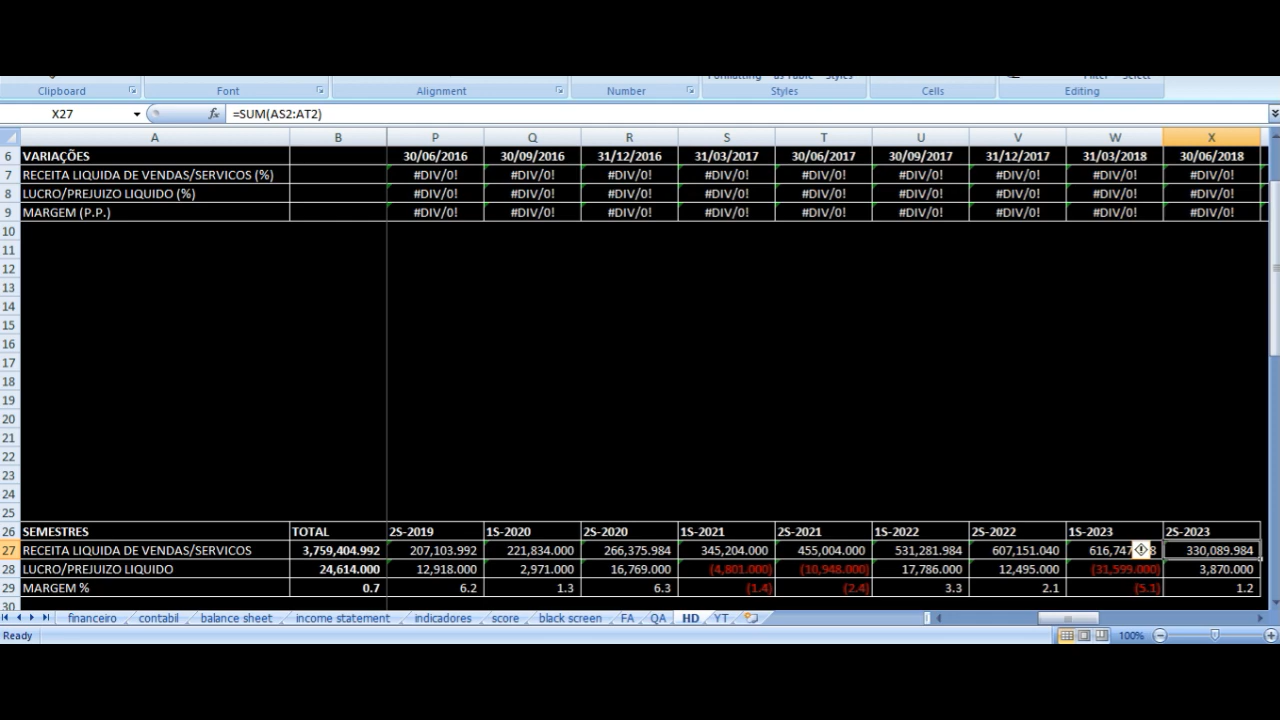 Formatting as Table Styles Filter Select
Clipboard Font Alignment Number Styles Cells Editing
X27 fx =SUM(AS2:AT2)
A B P Q R S T U V W X
6 VARIAÇÕES 30/06/2016 30/09/2016 31/12/2016 31/03/2017 30/06/2017 30/09/2017 31/12/2017 31/03/2018 30/06/2018
7 RECEITA LIQUIDA DE VENDAS/SERVICOS (%) #DIV/0! #DIV/0! #DIV/0! #DIV/0! #DIV/0! #DIV/0! #DIV/0! #DIV/0! #DIV/0!
8 LUCRO/PREJUIZO LIQUIDO (%) #DIV/0! #DIV/0! #DIV/0! #DIV/0! #DIV/0! #DIV/0! #DIV/0! #DIV/0! #DIV/0!
9 MARGEM (P.P.) #DIV/0! #DIV/0! #DIV/0! #DIV/0! #DIV/0! #DIV/0! #DIV/0! #DIV/0! #DIV/0!
10
11
12
13
14
15
16
17
18
19
20
21
22
23
24
25
26 SEMESTRES TOTAL 2S-2019 1S-2020 2S-2020 1S-2021 2S-2021 1S-2022 2S-2022 1S-2023 2S-2023
27 RECEITA LIQUIDA DE VENDAS/SERVICOS 3,759,404.992 207,103.992 221,834.000 266,375.984 345,204.000 455,004.000 531,281.984 607,151.040 330,089.984
28 LUCRO/PREJUIZO LIQUIDO 24,614.000 12,918.000 2,971.000 16,769.000 (4,801.000) (10,948.000) 17,786.000 12,495.000 (31,599.000) 3,870.000
29 MARGEM % 0.7 6.2 1.3 6.3 (1.4) (2.4) 3.3 2.1 (5.1) 1.2
30
financeiro contabil balance sheet income statement indicadores score black screen FA QA HD YT
Ready 100%